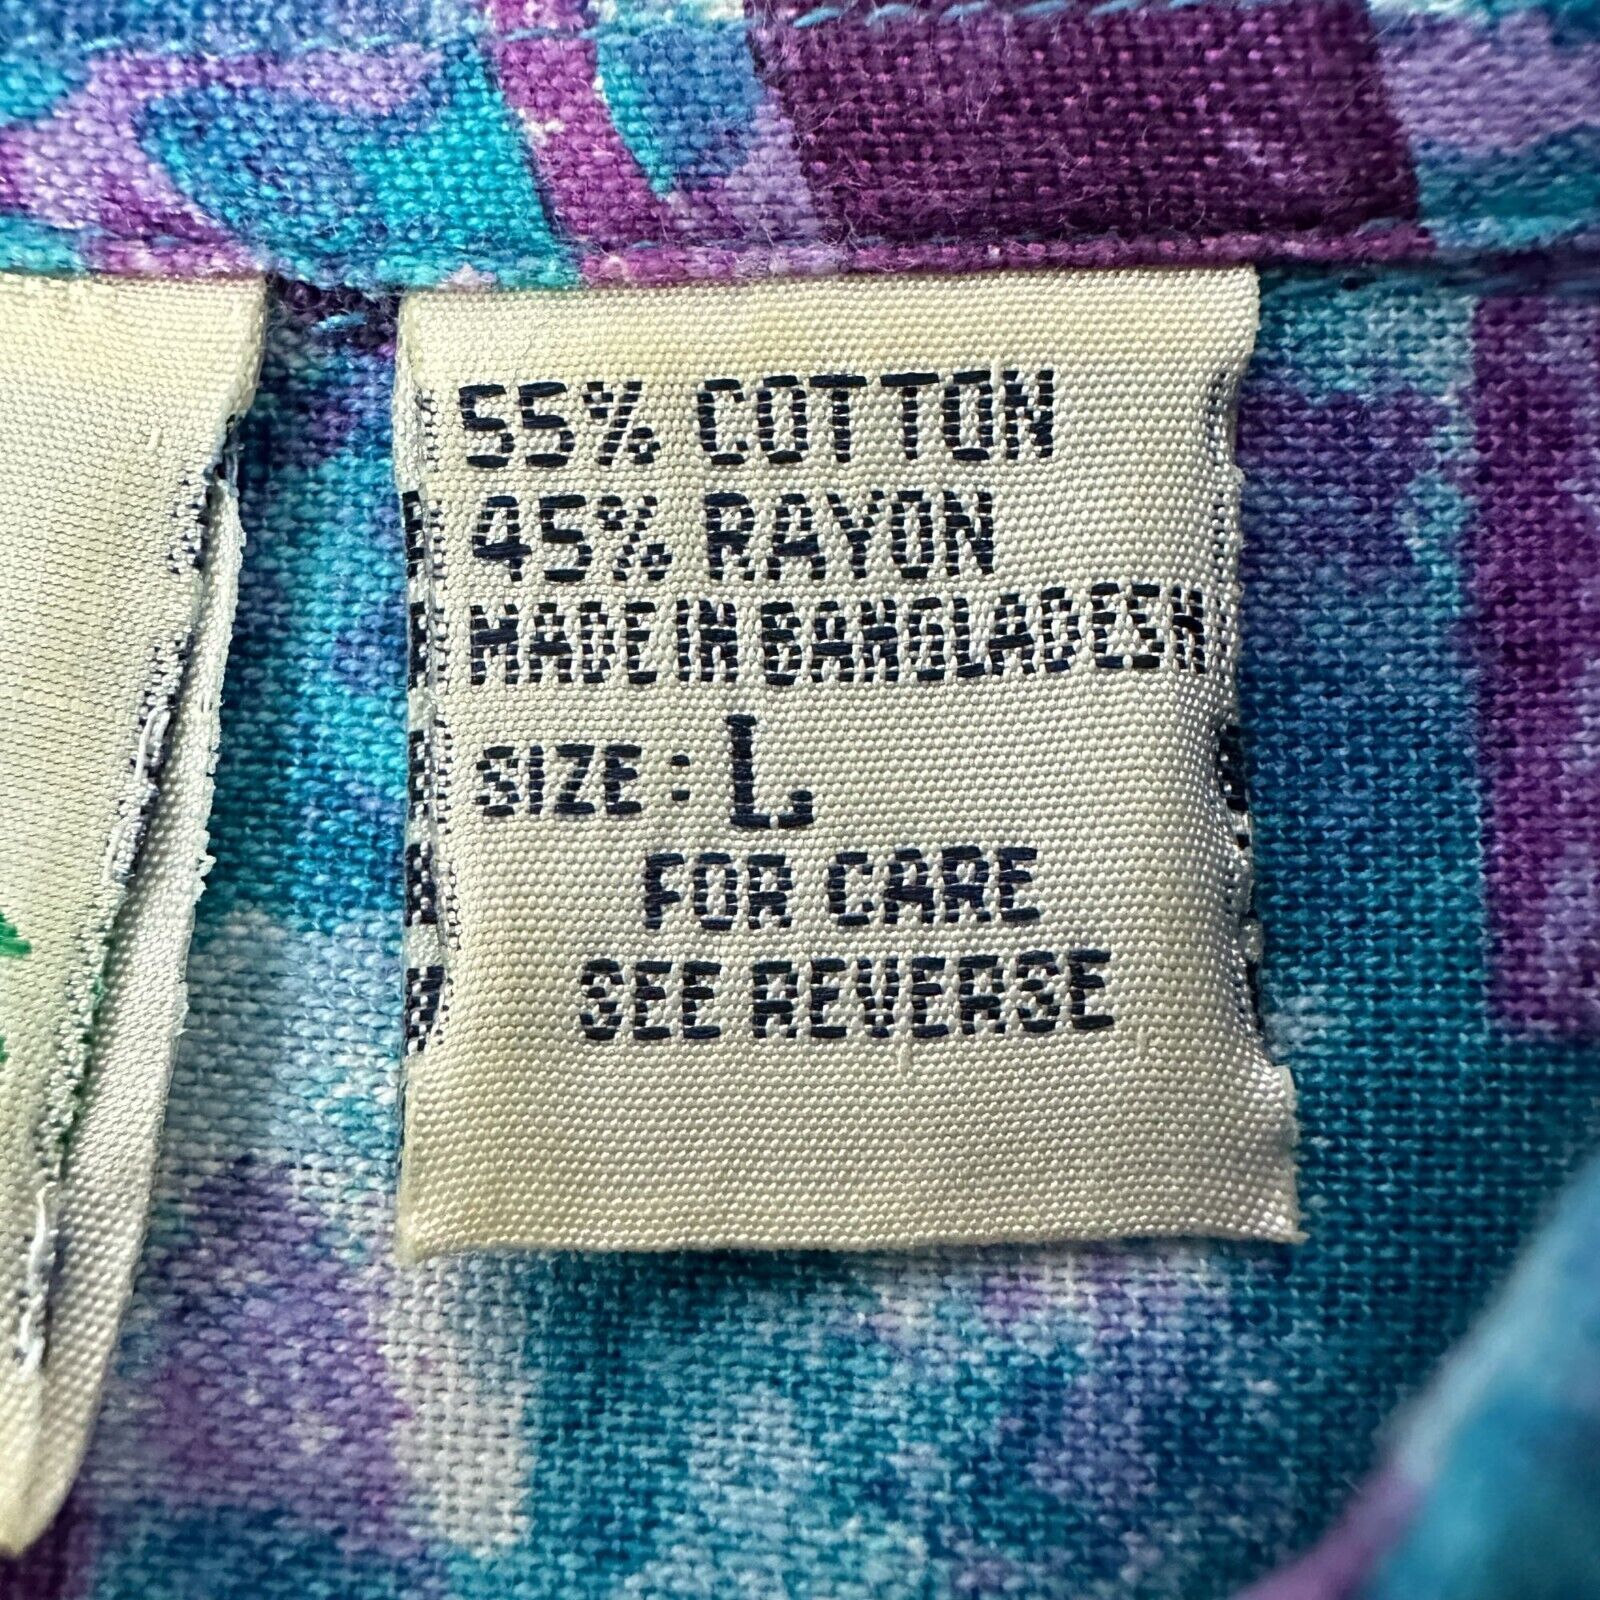 55% COTTON
45% RAYON
MADE IN BANGLADESH
SIZE : L
FOR CARE
SEE REVERSE